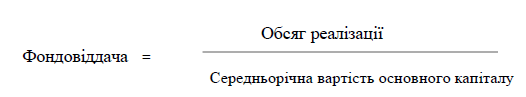 Обсяг реалізації
Фондовіддача =
Середньорічна вартість основного капіталу